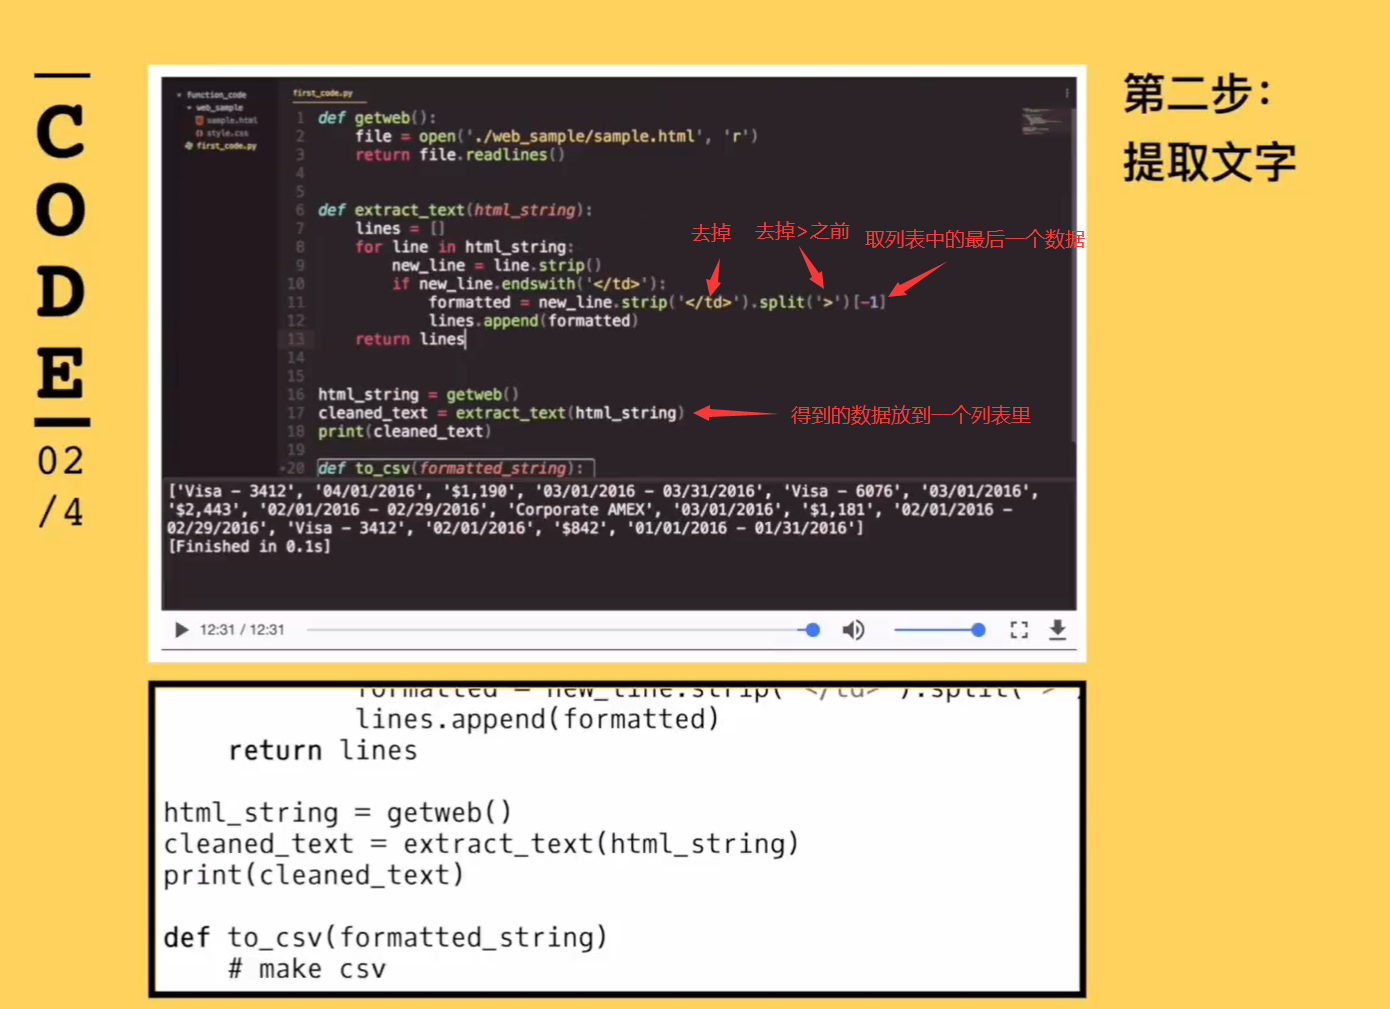 CODE
02
/4
第二步：
提取文字
function_code
web_sample
sample.html
style.css
first_code.py
first_code.py
1 def getweb():
2 file = open('./web_sample/sample.html', 'r')
3 return file.readlines()
4
5
6 def extract_text(html_string):
7 lines = []
8 for line in html_string:
9 new_line = line.strip()
10 if new_line.endswith('</td>'):
11 formatted = new_line.strip('</td>').split('>')[-1]
12 lines.append(formatted)
13 return lines
14
15
16 html_string = getweb()
17 cleaned_text = extract_text(html_string)
18 print(cleaned_text)
19
20 def to_csv(formatted_string):
去掉
去掉>之前
取列表中的最后一个数据
得到的数据放到一个列表里
['Visa - 3412', '04/01/2016', '$1,190', '03/01/2016 - 03/31/2016', 'Visa - 6076', '03/01/2016',
'$2,443', '02/01/2016 - 02/29/2016', 'Corporate AMEX', '03/01/2016', '$1,181', '02/01/2016 -
02/29/2016', 'Visa - 3412', '02/01/2016', '$842', '01/01/2016 - 01/31/2016']
[Finished in 0.1s]
12:31 / 12:31
formatted = new_line.strip('</td>').split('>')
lines.append(formatted)
return lines
html_string = getweb()
cleaned_text = extract_text(html_string)
print(cleaned_text)
def to_csv(formatted_string)
# make csv